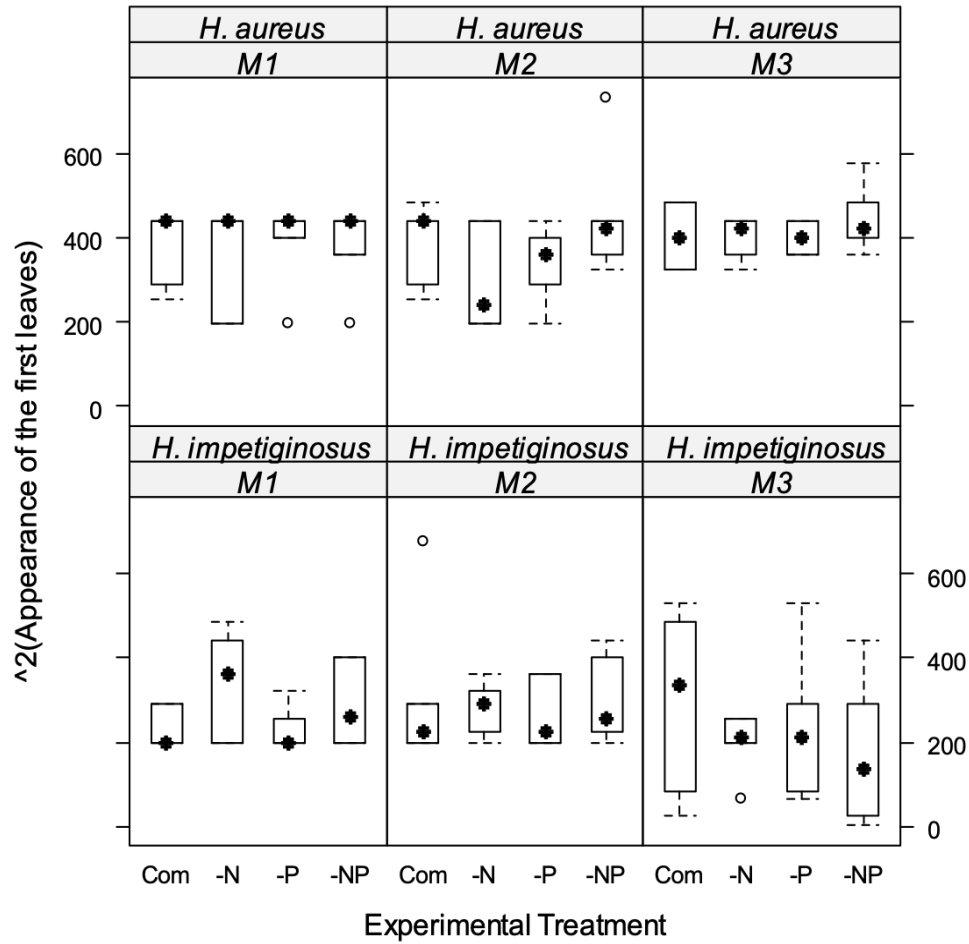 H. aureus H. aureus H. aureus
M1 M2 M3
600
400
200
0
H. impetiginosus H. impetiginosus H. impetiginosus
M1 M2 M3
600
400
200
0
Com -N -P -NP Com -N -P -NP Com -N -P -NP
Experimental Treatment
^2(Appearance of the first leaves)